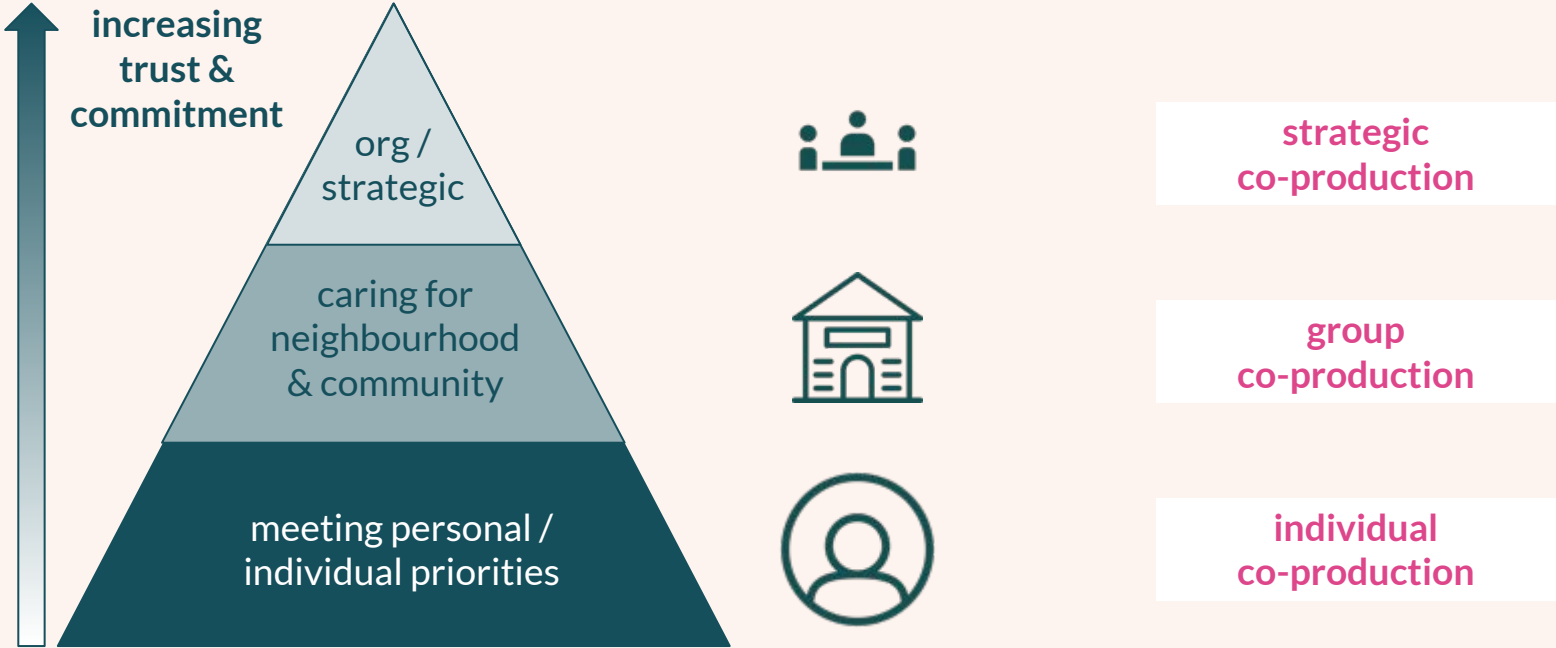 increasing
trust &
commitment
org /
strategic
strategic
co-production
caring for
neighbourhood
& community
group
co-production
meeting personal /
individual priorities
individual
co-production